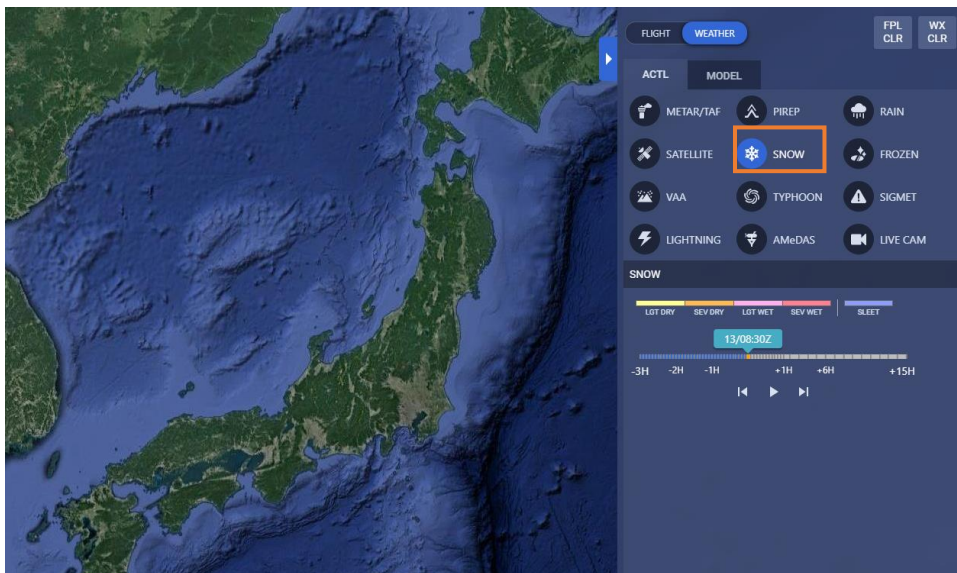 FLIGHT WEATHER FPL CLR WX CLR
ACTL MODEL
METAR/TAF PIREP RAIN
SATELLITE SNOW FROZEN
VAA TYPHOON SIGMET
LIGHTNING AMeDAS LIVE CAM
SNOW
LGT DRY SEV DRY LGT WET SEV WET SLEET
13/08:30Z
-3H -2H -1H +1H +6H +15H